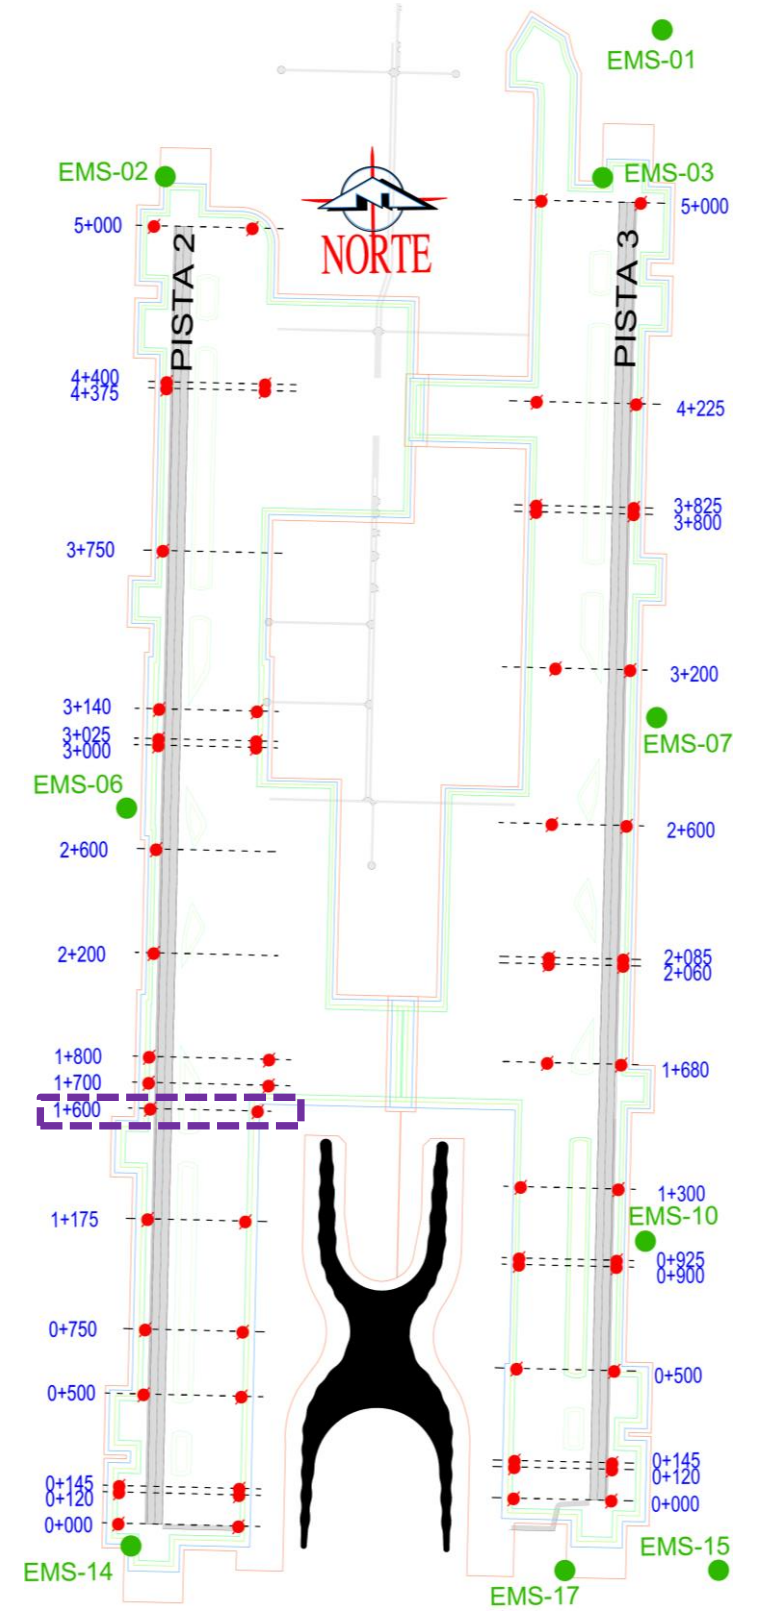 EMS-01
EMS-02
EMS-03
5+000
5+000
NORTE
PISTA 2
PISTA 3
4+400
4+375
4+225
3+825
3+800
3+750
3+200
3+140
3+025
3+000
EMS-07
EMS-06
2+600
2+600
2+200
2+085
2+060
1+800
1+680
1+700
1+600
1+300
1+175
EMS-10
0+925
0+900
0+750
0+500
0+500
0+145
0+120
0+145
0+120
0+000
0+000
EMS-14
EMS-15
EMS-17